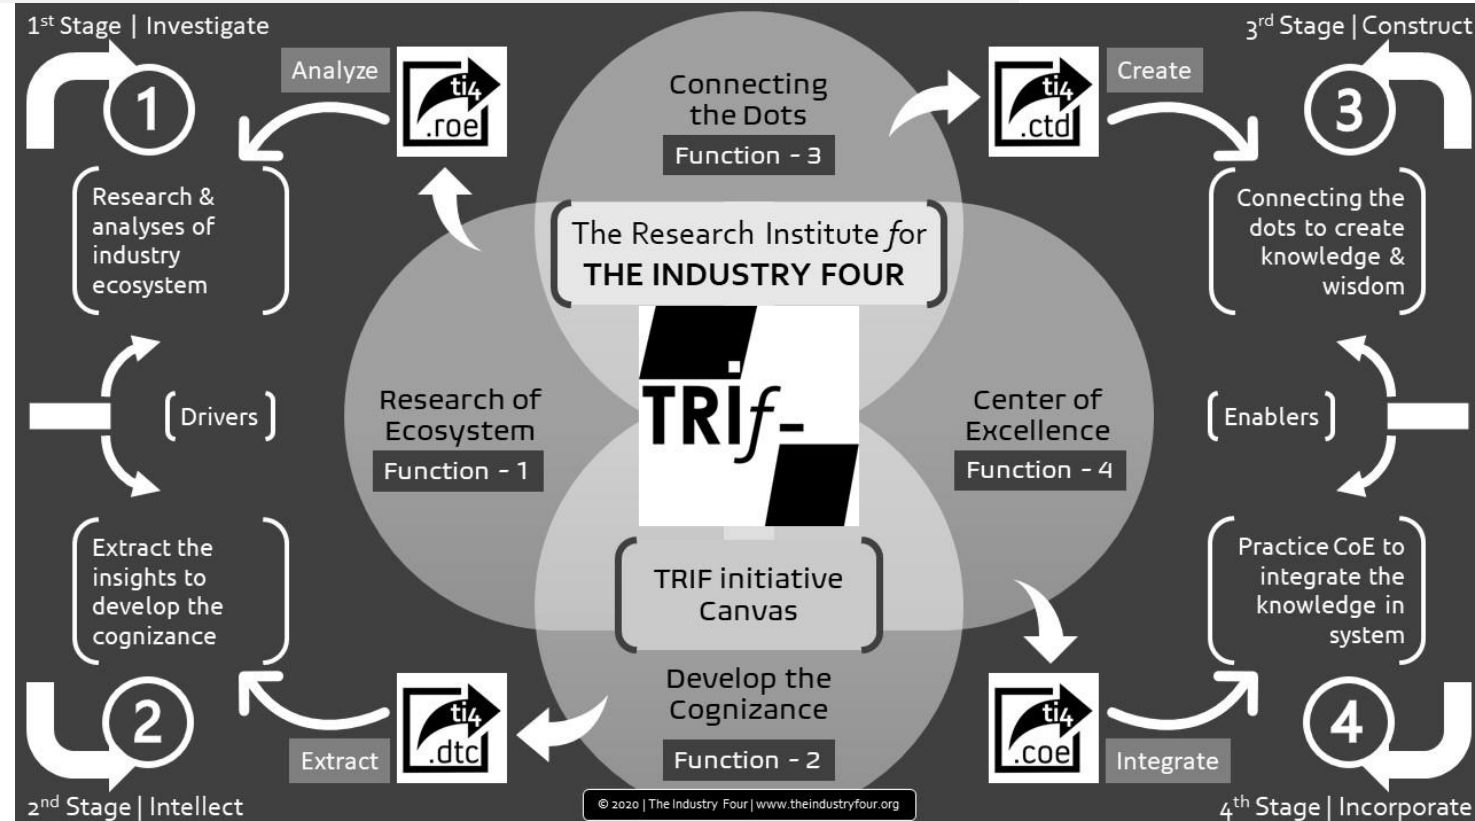 1st Stage | Investigate
1
Analyze
ti4
.roe
Research &
analyses of
industry
ecosystem
Drivers
Extract the
insights to
develop the
cognizance
2
Extract
ti4
.dtc
2nd Stage | Intellect
Connecting
the Dots
Function - 3
The Research Institute for
THE INDUSTRY FOUR
TRIf-
Research of
Ecosystem
Function - 1
Center of
Excellence
Function - 4
TRIF initiative
Canvas
Develop the
Cognizance
Function - 2
© 2020 | The Industry Four | www.theindustryfour.org
3rd Stage | Construct
ti4
.ctd
Create
3
Connecting the
dots to create
knowledge &
wisdom
Enablers
Practice CoE to
integrate the
knowledge in
system
ti4
.coe
Integrate
4
4th Stage | Incorporate